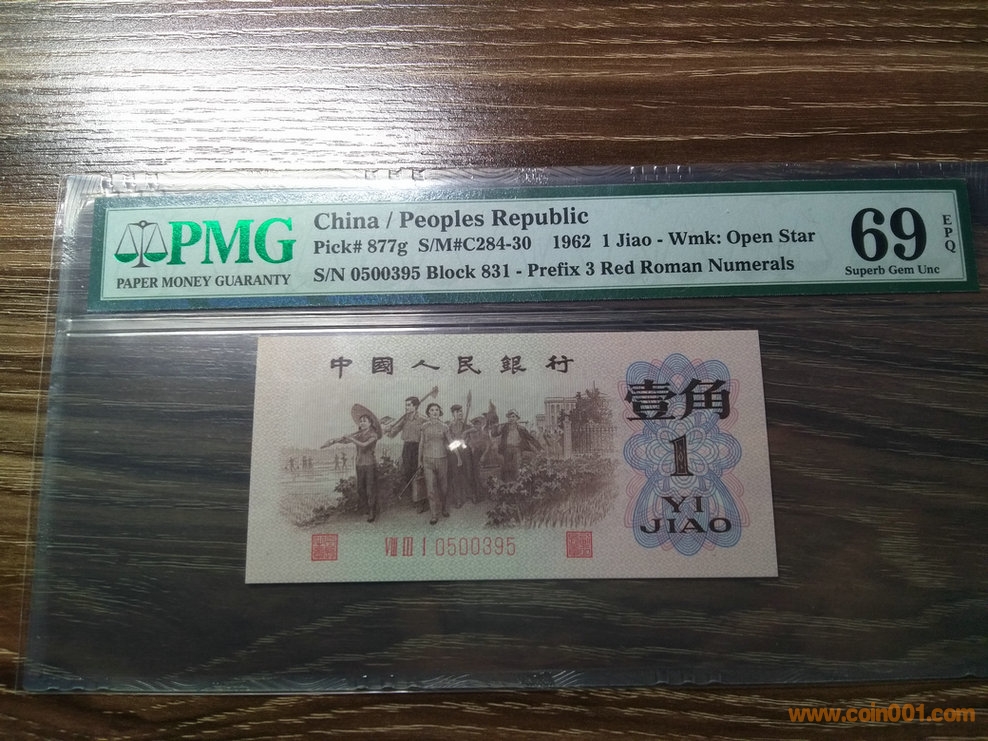 PMG
PAPER MONEY GUARANTY
China / Peoples Republic
Pick# 877g S/M#C284-30 1962 1 Jiao - Wmk: Open Star
S/N 0500395 Block 831 - Prefix 3 Red Roman Numerals
69
EPQ
Superb Gem Unc
中國人民銀行
壹角
1
YI
JIAO
VIII III I 0500395
www.coin001.com